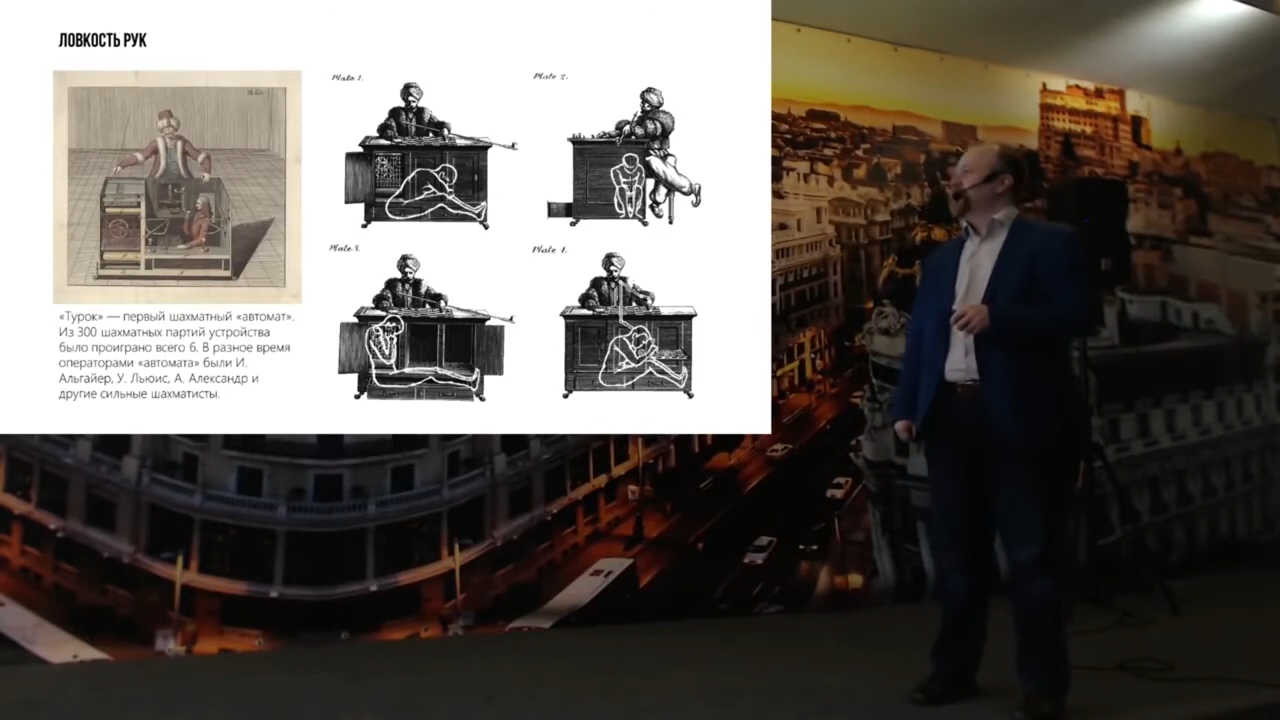 ЛОВКОСТЬ РУК
Plate 1.
Plate 2.
Plate 3.
Plate 4.
«Турок» — первый шахматный «автомат».
Из 300 шахматных партий устройства
было проиграно всего 6. В разное время
операторами «автомата» были И.
Альгайер, У. Льюис, А. Александр и
другие сильные шахматисты.